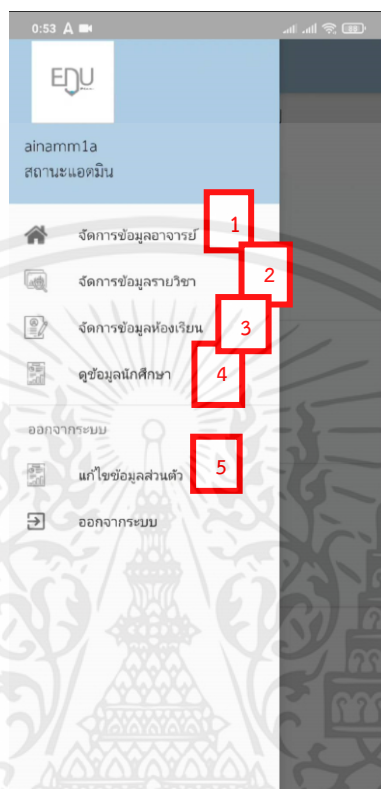 0:53 A
EDU
ainamm1a
สถานะแอดมิน
จัดการข้อมูลอาจารย์ 1
จัดการข้อมูลรายวิชา 2
จัดการข้อมูลห้องเรียน 3
ดูข้อมูลนักศึกษา 4
ออกจากระบบ
แก้ไขข้อมูลส่วนตัว 5
ออกจากระบบ